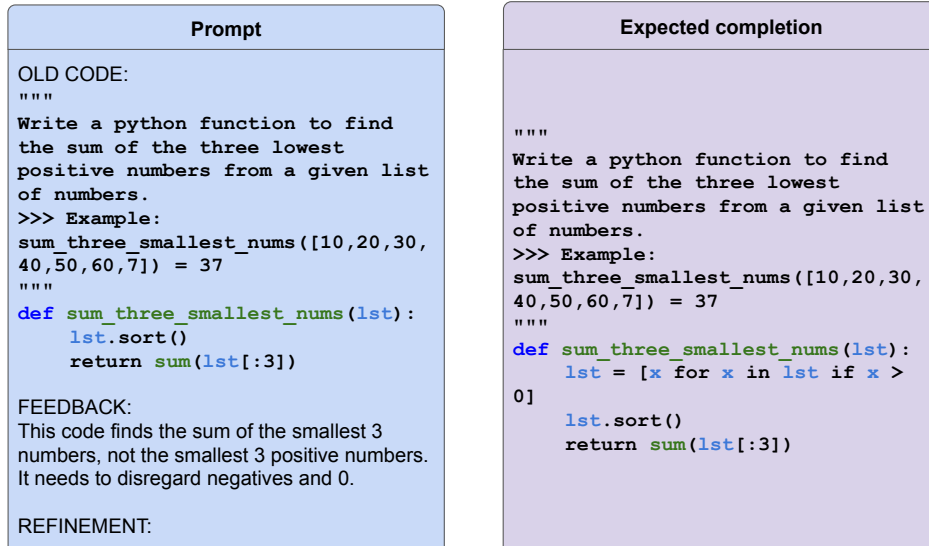 Prompt
OLD CODE:
"""
Write a python function to find
the sum of the three lowest
positive numbers from a given list
of numbers.
>>> Example:
sum_three_smallest_nums([10,20,30,
40,50,60,7]) = 37
"""
def sum_three_smallest_nums(lst):
    lst.sort()
    return sum(lst[:3])
FEEDBACK:
This code finds the sum of the smallest 3
numbers, not the smallest 3 positive numbers.
It needs to disregard negatives and 0.
REFINEMENT:
Expected completion
"""
Write a python function to find
the sum of the three lowest
positive numbers from a given list
of numbers.
>>> Example:
sum_three_smallest_nums([10,20,30,
40,50,60,7]) = 37
"""
def sum_three_smallest_nums(lst):
    lst = [x for x in lst if x >
0]
    lst.sort()
    return sum(lst[:3])